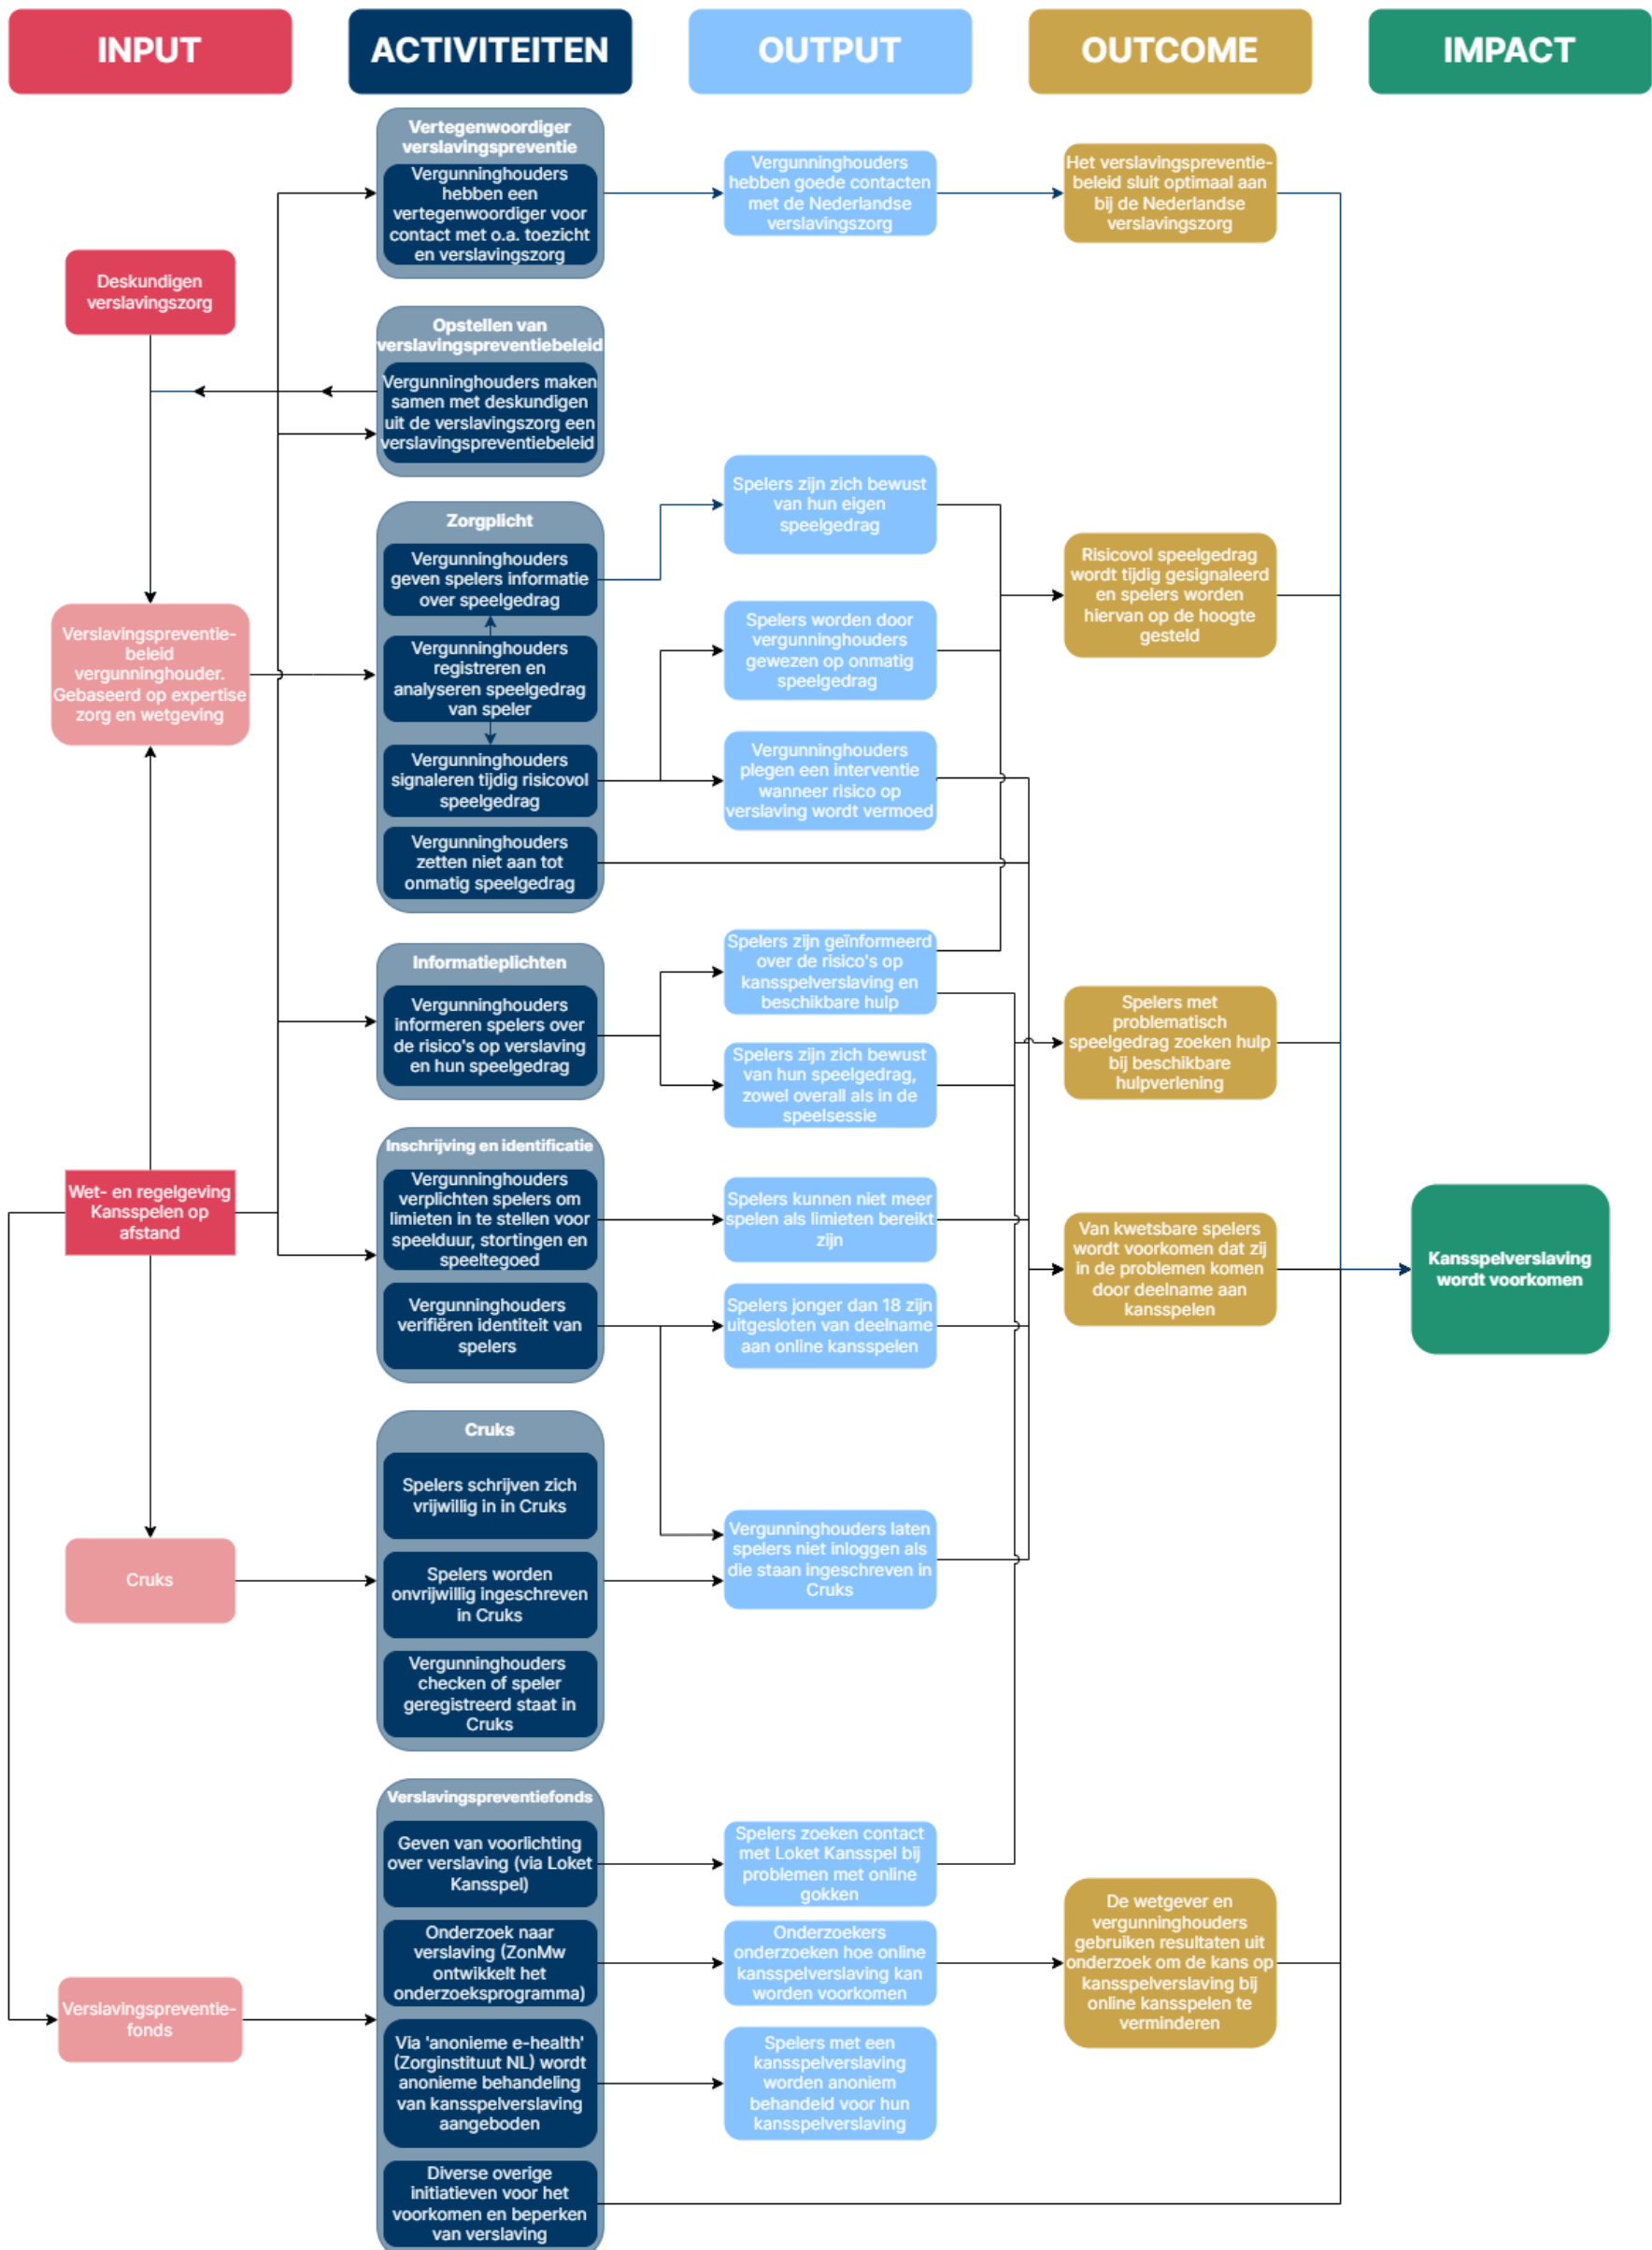 INPUT
ACTIVITEITEN
OUTPUT
OUTCOME
IMPACT
Deskundigen
verslavingszorg
Verslavingspreventie-
beleid
vergunninghouder.
Gebaseerd op expertise
zorg en wetgeving
Wet- en regelgeving
Kansspelen op
afstand
Cruks
Verslavingspreventie-
fonds
Vertegenwoordiger
verslavingspreventie
Vergunninghouders
hebben een
vertegenwoordiger voor
contact met o.a. toezicht
en verslavingszorg
Opstellen van
verslavingspreventiebeleid
Vergunninghouders maken
samen met deskundigen
uit de verslavingszorg een
verslavingspreventiebeleid
Zorgplicht
Vergunninghouders
geven spelers informatie
over speelgedrag
Vergunninghouders
registreren en
analyseren speelgedrag
van speler
Vergunninghouders
signaleren tijdig risicovol
speelgedrag
Vergunninghouders
zetten niet aan tot
onmatig speelgedrag
Informatieplichten
Vergunninghouders
informeren spelers over
de risico's op verslaving
en hun speelgedrag
Inschrijving en identificatie
Vergunninghouders
verplichten spelers om
limieten in te stellen voor
speelduur, stortingen en
speeltegoed
Vergunninghouders
verifiëren identiteit van
spelers
Cruks
Spelers schrijven zich
vrijwillig in in Cruks
Spelers worden
onvrijwillig ingeschreven
in Cruks
Vergunninghouders
checken of speler
geregistreerd staat in
Cruks
Verslavingspreventiefonds
Geven van voorlichting
over verslaving (via Loket
Kansspel)
Onderzoek naar
verslaving (ZonMw
ontwikkelt het
onderzoeksprogramma)
Via 'anonieme e-health'
(Zorginstituut NL) wordt
anonieme behandeling
van kansspelverslaving
aangeboden
Diverse overige
initiatieven voor het
voorkomen en beperken
van verslaving
Vergunninghouders
hebben goede contacten
met de Nederlandse
verslavingszorg
Spelers zijn zich bewust
van hun eigen
speelgedrag
Spelers worden door
vergunninghouders
gewezen op onmatig
speelgedrag
Vergunninghouders
plegen een interventie
wanneer risico op
verslaving wordt vermoed
Spelers zijn geïnformeerd
over de risico's op
kansspelverslaving en
beschikbare hulp
Spelers zijn zich bewust
van hun speelgedrag,
zowel overall als in de
speelsessie
Spelers kunnen niet meer
spelen als limieten bereikt
zijn
Spelers jonger dan 18 zijn
uitgesloten van deelname
aan online kansspelen
Vergunninghouders laten
spelers niet inloggen als
die staan ingeschreven in
Cruks
Spelers zoeken contact
met Loket Kansspel bij
problemen met online
gokken
Onderzoekers
onderzoeken hoe online
kansspelverslaving kan
worden voorkomen
Spelers met een
kansspelverslaving
worden anoniem
behandeld voor hun
kansspelverslaving
Het verslavingspreventie-
beleid sluit optimaal aan
bij de Nederlandse
verslavingszorg
Risicovol speelgedrag
wordt tijdig gesignaleerd
en spelers worden
hiervan op de hoogte
gesteld
Spelers met
problematisch
speelgedrag zoeken hulp
bij beschikbare
hulpverlening
Van kwetsbare spelers
wordt voorkomen dat zij
in de problemen komen
door deelname aan
kansspelen
De wetgever en
vergunninghouders
gebruiken resultaten uit
onderzoek om de kans op
kansspelverslaving bij
online kansspelen te
verminderen
Kansspelverslaving
wordt voorkomen